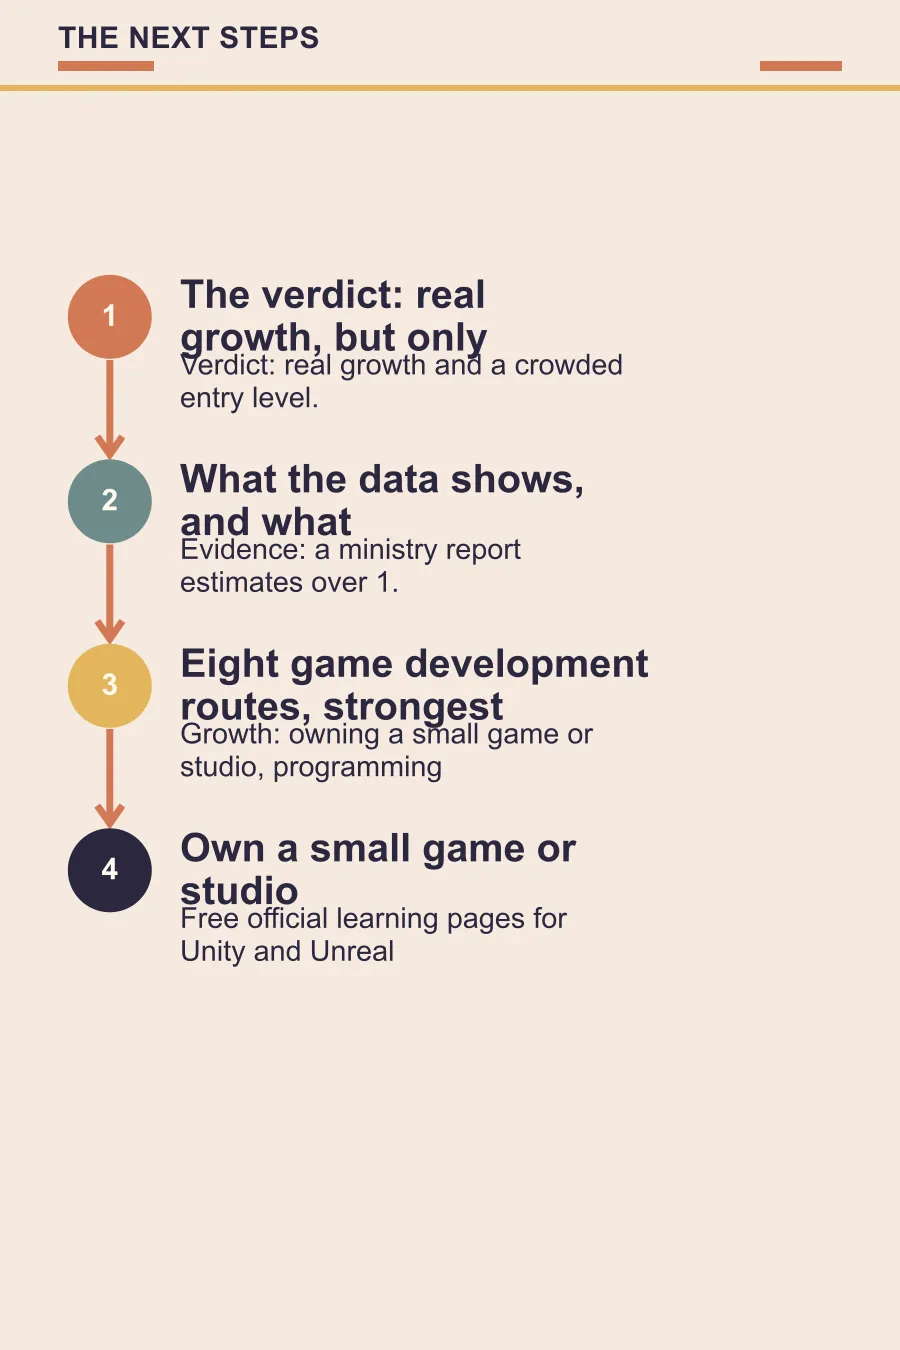 THE NEXT STEPS
1
The verdict: real
growth, but only
Verdict: real growth and a crowded
entry level.
2
What the data shows,
and what
Evidence: a ministry report
estimates over 1.
3
Eight game development
routes, strongest
Growth: owning a small game or
studio, programming
4
Own a small game or
studio
Free official learning pages for
Unity and Unreal